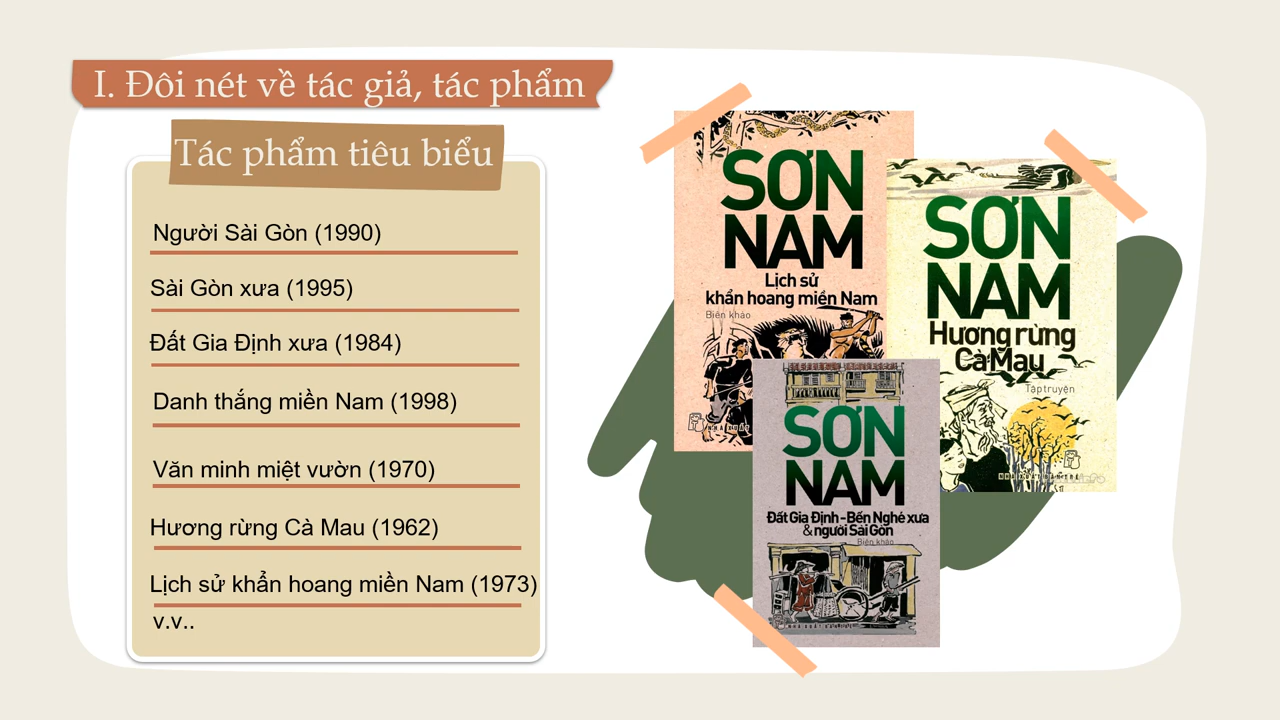 I. Đôi nét về tác giả, tác phẩm
Tác phẩm tiêu biểu
Người Sài Gòn (1990)
Sài Gòn xưa (1995)
Đất Gia Định xưa (1984)
Danh thắng miền Nam (1998)
Văn minh miệt vườn (1970)
Hương rừng Cà Mau (1962)
Lịch sử khẩn hoang miền Nam (1973)
v.v..
SƠN
NAM
Lịch sử
khẩn hoang miền Nam
Biên khảo
SƠN
NAM
Hương rừng
Cà Mau
Tập truyện
SƠN
NAM
Đất Gia Định - Bến Nghé xưa
& người Sài Gòn
Biên khảo